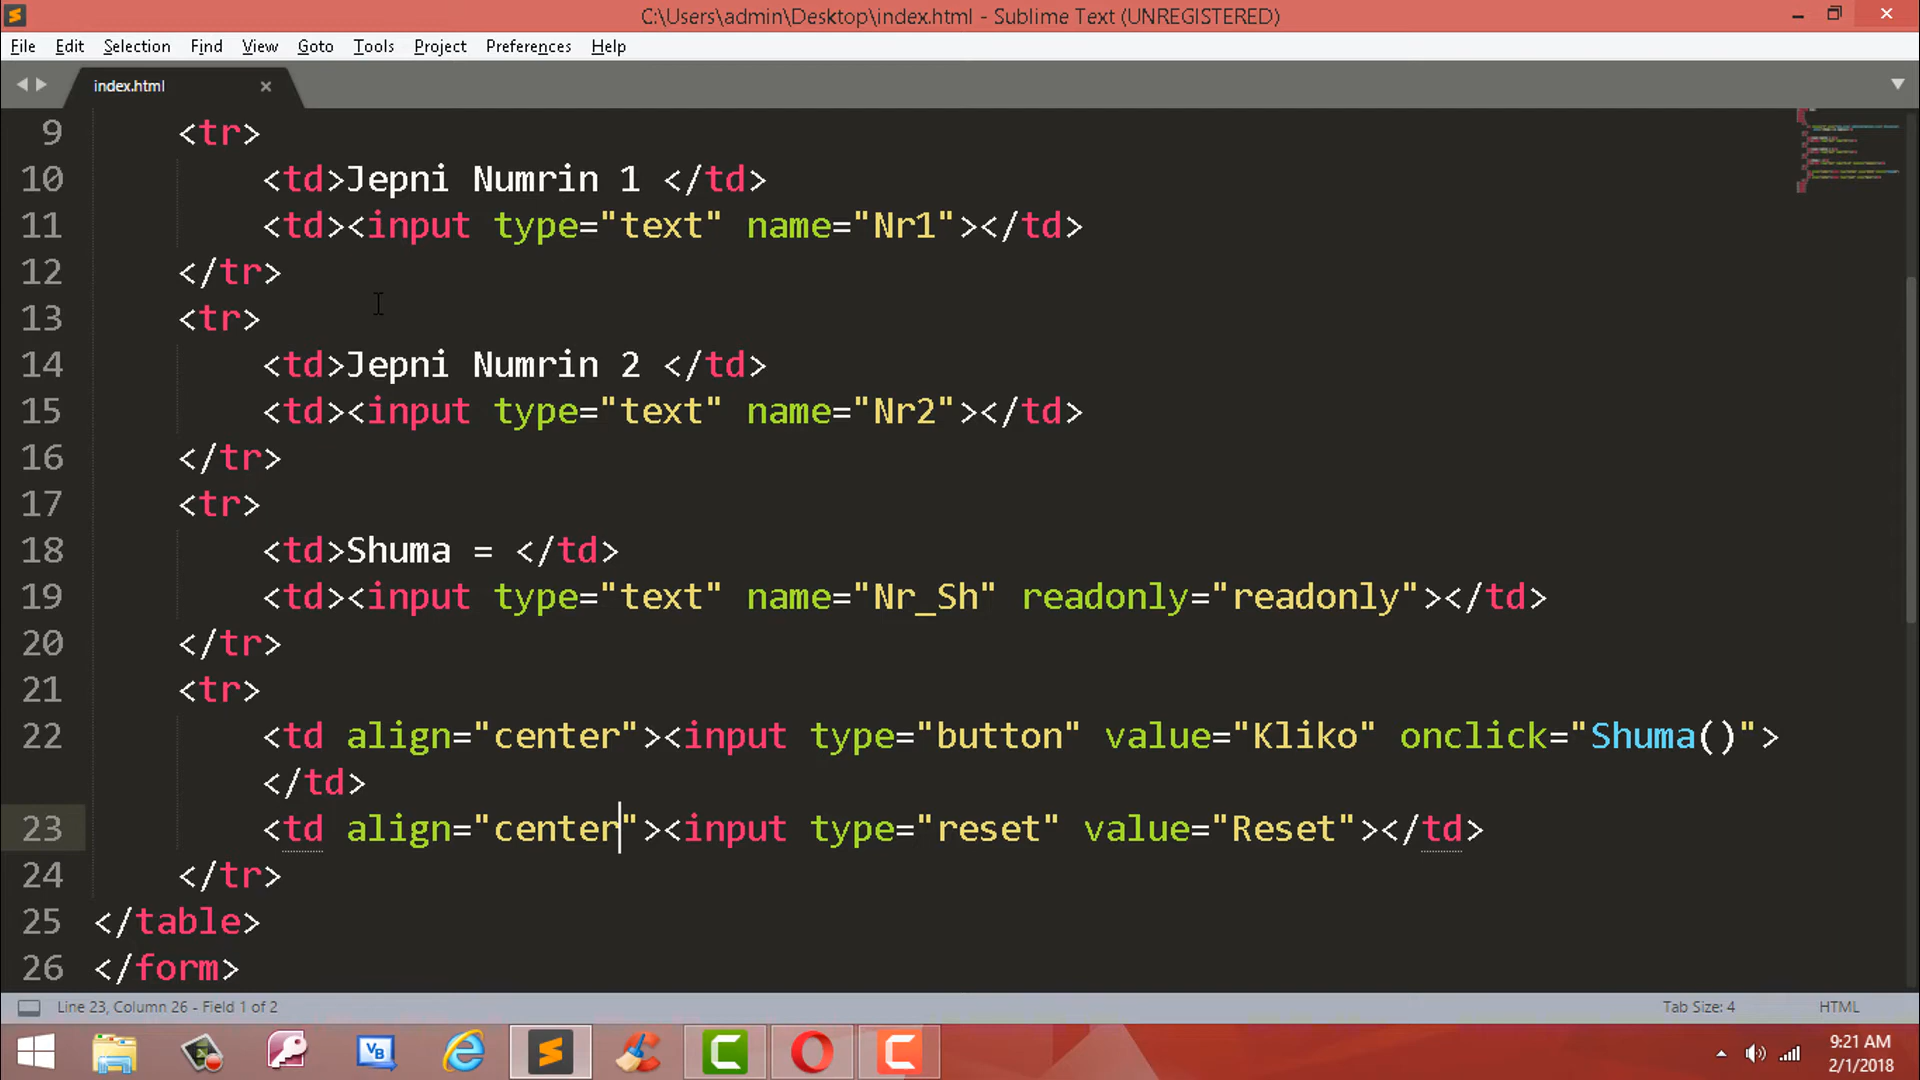 C:\Users\admin\Desktop\index.html - Sublime Text (UNREGISTERED)
File Edit Selection Find View Goto Tools Project Preferences Help
index.html
9 <tr>
10 <td>Jepni Numrin 1 </td>
11 <td><input type="text" name="Nr1"></td>
12 </tr>
13 <tr>
14 <td>Jepni Numrin 2 </td>
15 <td><input type="text" name="Nr2"></td>
16 </tr>
17 <tr>
18 <td>Shuma = </td>
19 <td><input type="text" name="Nr_Sh" readonly="readonly"></td>
20 </tr>
21 <tr>
22 <td align="center"><input type="button" value="Kliko" onclick="Shuma()">
</td>
23 <td align="center"><input type="reset" value="Reset"></td>
24 </tr>
25 </table>
26 </form>
Line 23, Column 26 - Field 1 of 2 Tab Size: 4 HTML
VB
9:21 AM
2/1/2018